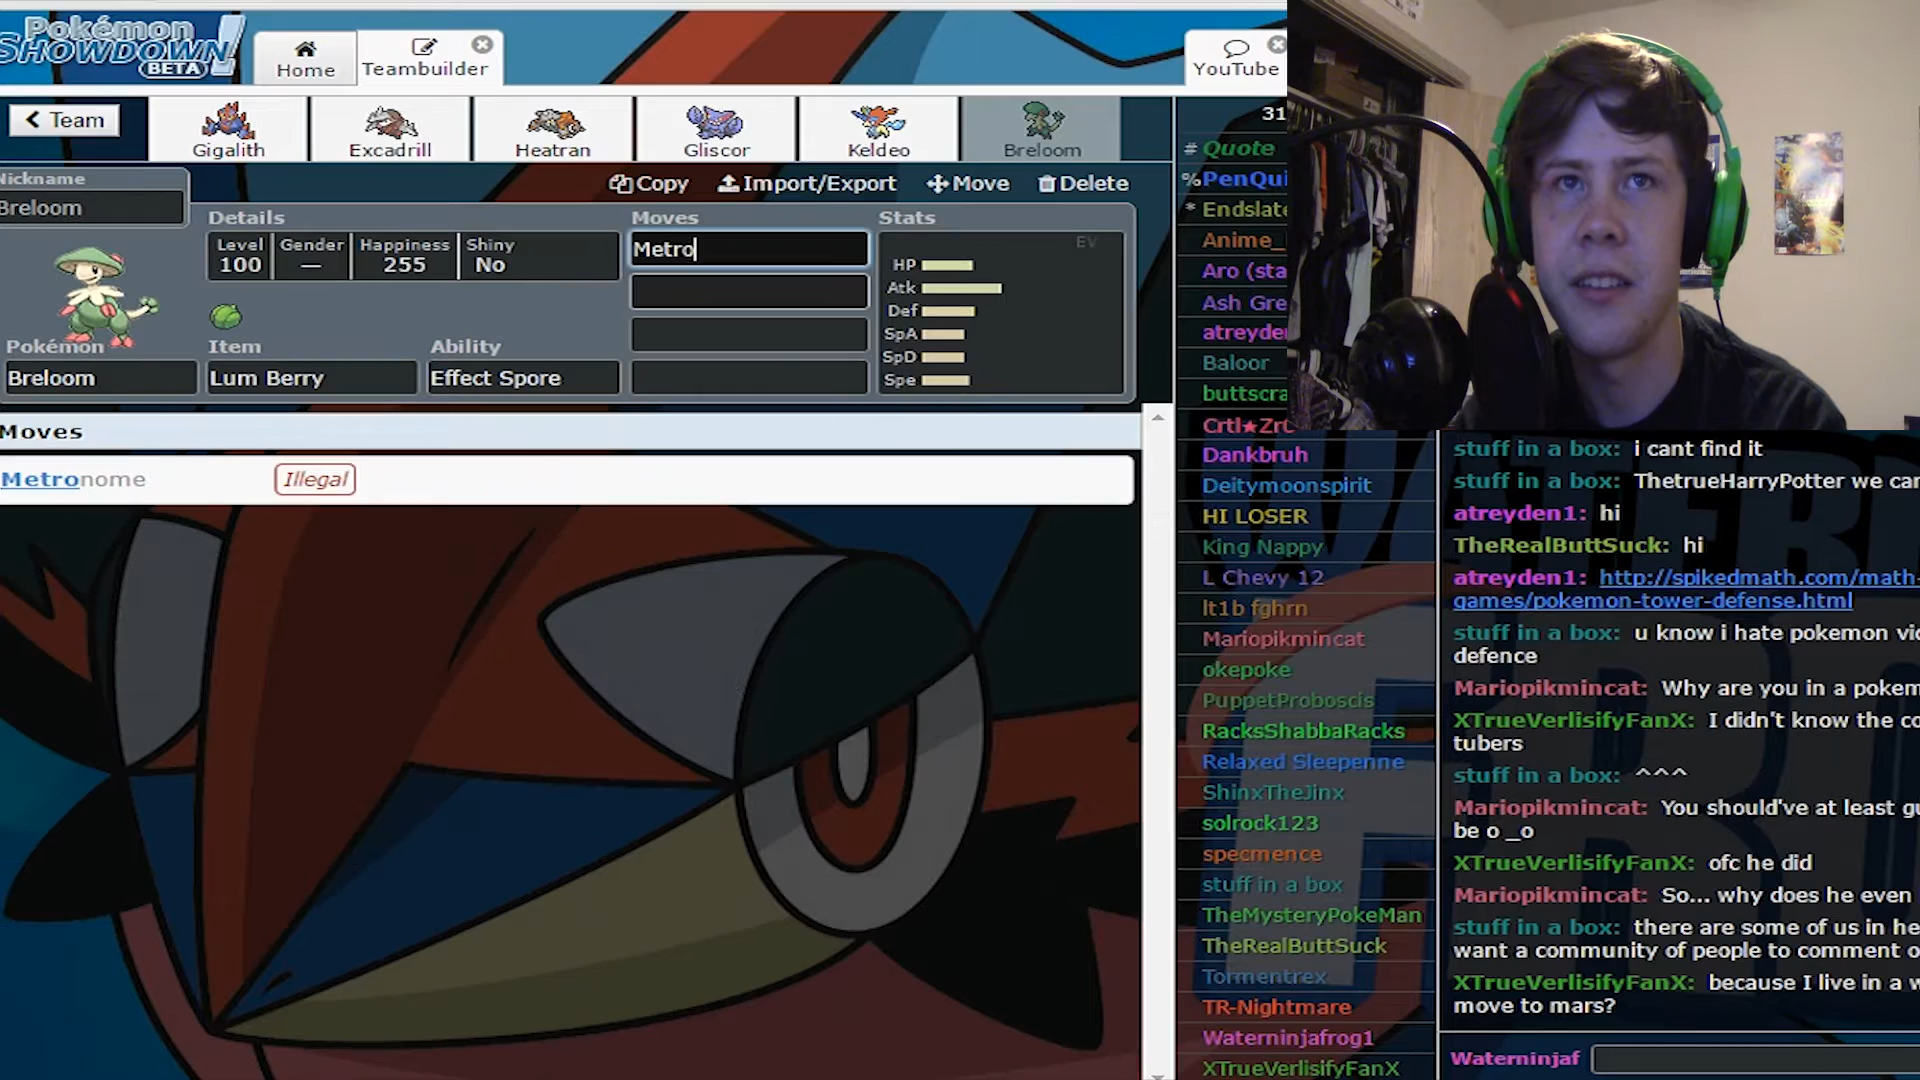 Pokémon
SHOWDOWN!
BETA
Home
Teambuilder
YouTube
Team
Gigalith
Excadrill
Heatran
Gliscor
Keldeo
Breloom
Copy
Import/Export
Move
Delete
Nickname
Breloom
Details
Level
100
Gender
—
Happiness
255
Shiny
No
Pokémon
Breloom
Item
Lum Berry
Ability
Effect Spore
Moves
Metro
Stats
EV
HP
Atk
Def
SpA
SpD
Spe
Moves
Metronome
Illegal
31
# Quote
%PenQui
* Endslate
Anime_
Aro (sta
Ash Gre
atreyde
Baloor
buttscra
Crtl★Zr
Dankbruh
Deitymoonspirit
HI LOSER
King Nappy
L Chevy 12
lt1b fghrn
Mariopikmincat
okepoke
PuppetProboscis
RacksShabbaRacks
Relaxed Sleepenne
ShinxTheJinx
solrock123
specmence
stuff in a box
TheMysteryPokeMan
TheRealButtSuck
Tormentrex
TR-Nightmare
Waterninjafrog1
XTrueVerlisifyFanX
stuff in a box: i cant find it
stuff in a box: ThetrueHarryPotter we car
atreyden1: hi
TheRealButtSuck: hi
atreyden1: http://spikedmath.com/math-
games/pokemon-tower-defense.html
stuff in a box: u know i hate pokemon vic
defence
Mariopikmincat: Why are you in a pokem
XTrueVerlisifyFanX: I didn't know the co
tubers
stuff in a box: ^^^
Mariopikmincat: You should've at least gu
be o _o
XTrueVerlisifyFanX: ofc he did
Mariopikmincat: So... why does he even
stuff in a box: there are some of us in he
want a community of people to comment o
XTrueVerlisifyFanX: because I live in a w
move to mars?
Waterninjaf